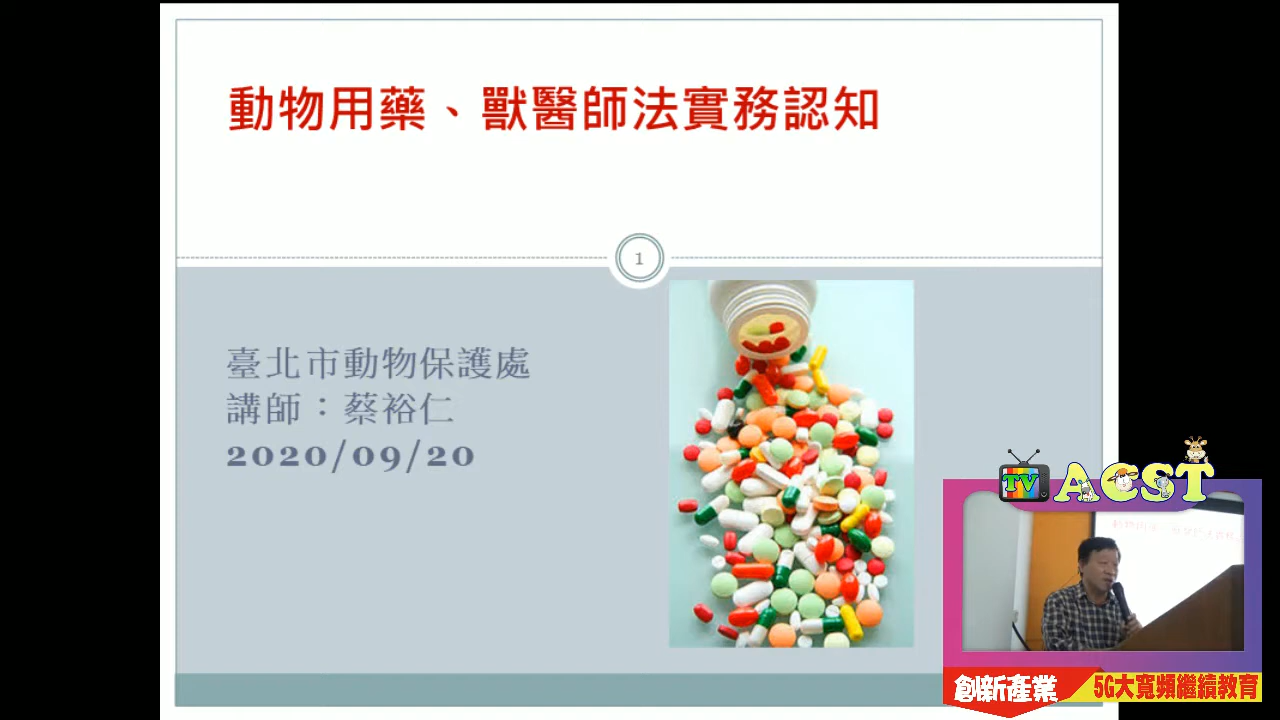 動物用藥、獸醫師法實務認知
1
臺北市動物保護處
講師：蔡裕仁
2020/09/20
TV ACST
創新產業
5G大寬頻繼續教育